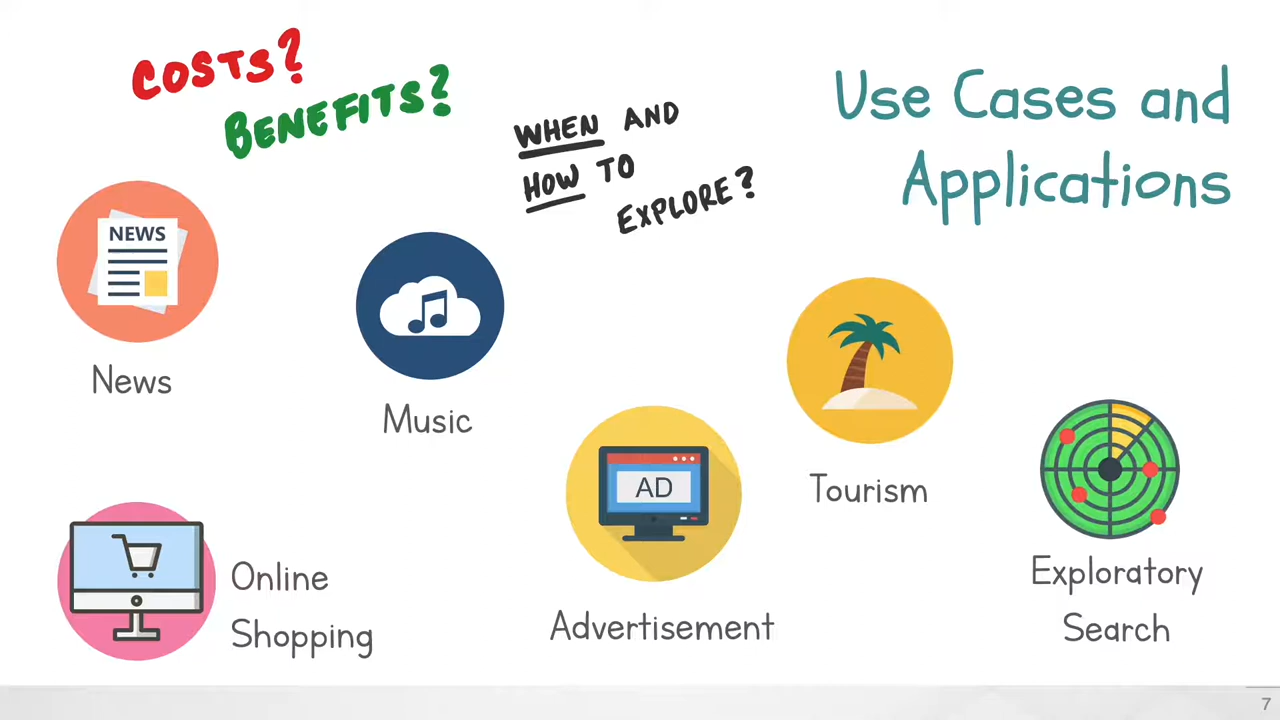 COSTS?
BENEFITS?
WHEN AND
HOW TO
EXPLORE?
Use Cases and
Applications
NEWS
News
Music
AD
Advertisement
Tourism
Exploratory
Search
Online
Shopping
7